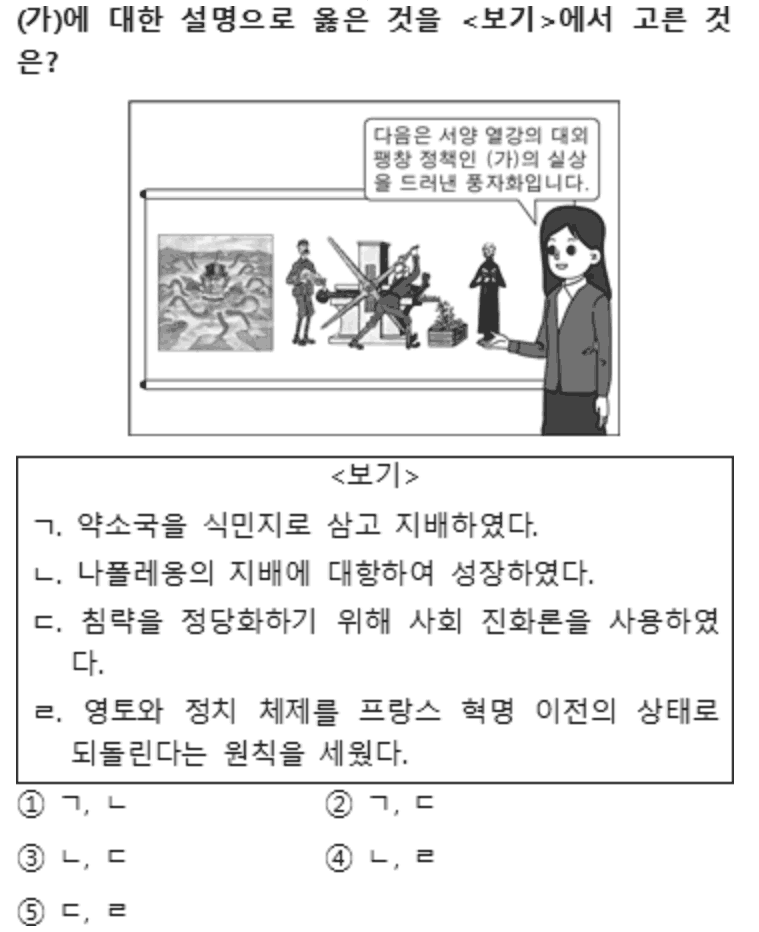 (가)에 대한 설명으로 옳은 것을 <보기>에서 고른 것
은?
다음은 서양 열강의 대외
팽창 정책인 (가)의 실상
을 드러낸 풍자화입니다.
<보기>
ㄱ. 약소국을 식민지로 삼고 지배하였다.
ㄴ. 나폴레옹의 지배에 대항하여 성장하였다.
ㄷ. 침략을 정당화하기 위해 사회 진화론을 사용하였
다.
ㄹ. 영토와 정치 체제를 프랑스 혁명 이전의 상태로
되돌린다는 원칙을 세웠다.
① ㄱ, ㄴ ② ㄱ, ㄷ
③ ㄴ, ㄷ ④ ㄴ, ㄹ
⑤ ㄷ, ㄹ